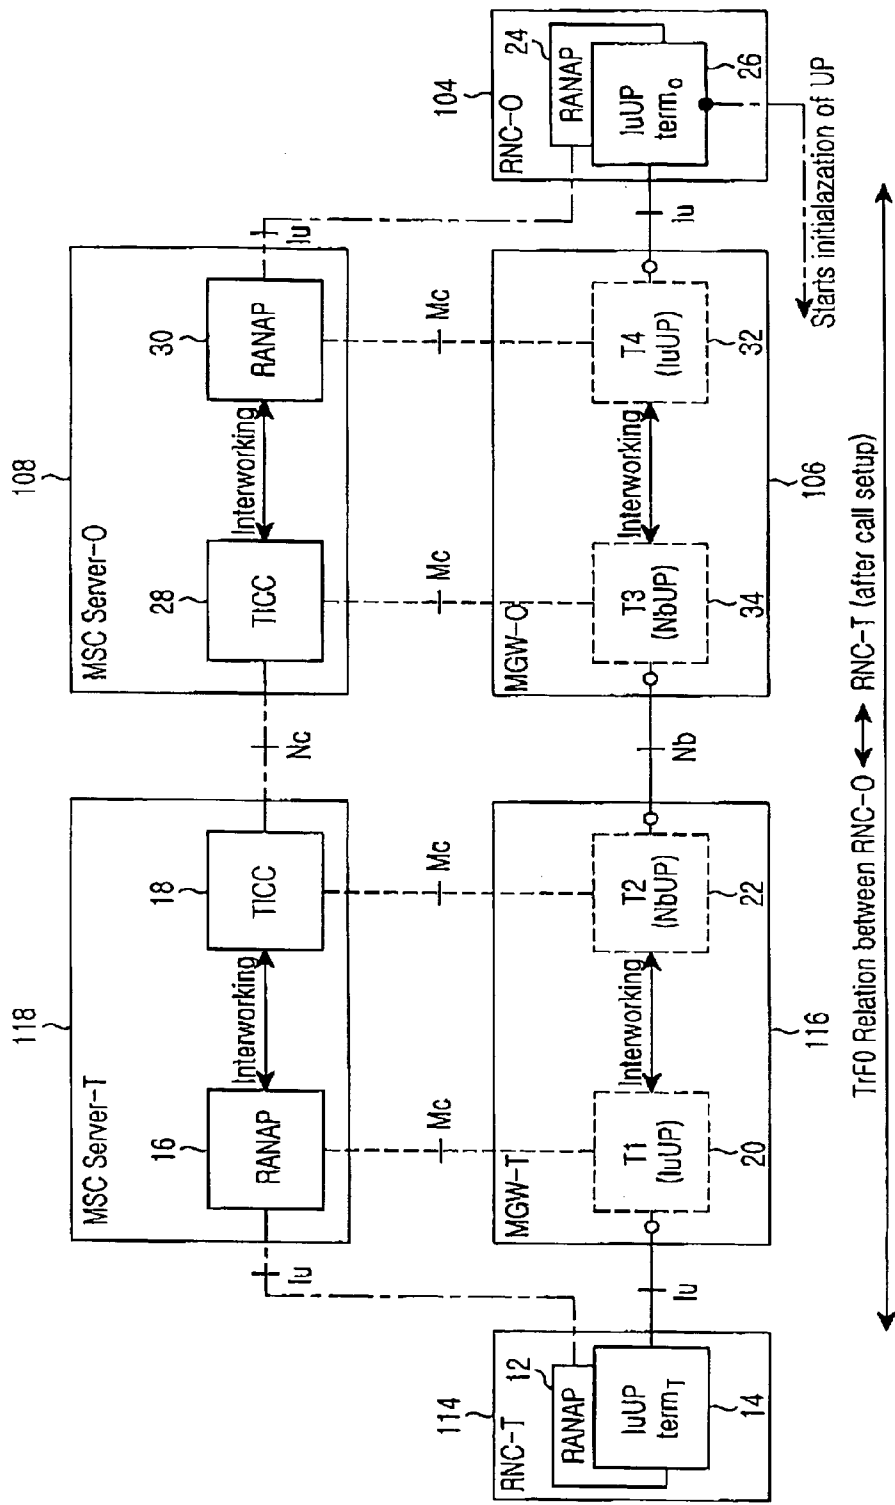 118
MSC Server-T
16
RANAP
Interworking
18
TICC
Nc
108
MSC Server-O
28
TICC
Interworking
30
RANAP
Iu
Mc
Mc
Mc
Mc
Iu
114
RNC-T
12
RANAP
IuUP
term T
14
Iu
MGW-T
T1
(IuUP)
20
Interworking
T2
(NbUP)
22
116
Nb
MGW-O
T3
(NbUP)
34
Interworking
T4
(IuUP)
32
106
Iu
104
RNC-O
24
RANAP
IuUP
term O
26
Starts initialazation of UP
TrF0 Relation between RNC-O RNC-T (after call setup)